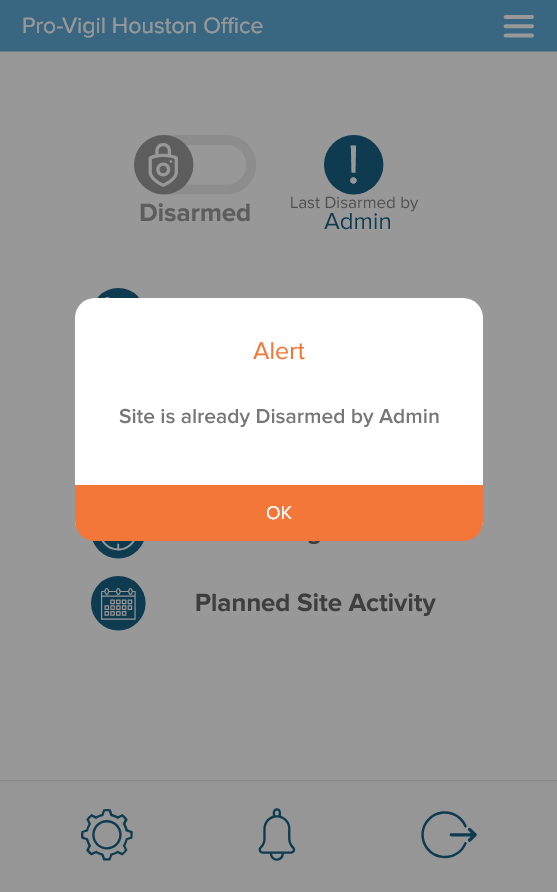 Pro-Vigil Houston Office
Disarmed
Last Disarmed by
Admin
Alert
Site is already Disarmed by Admin
OK
Planned Site Activity